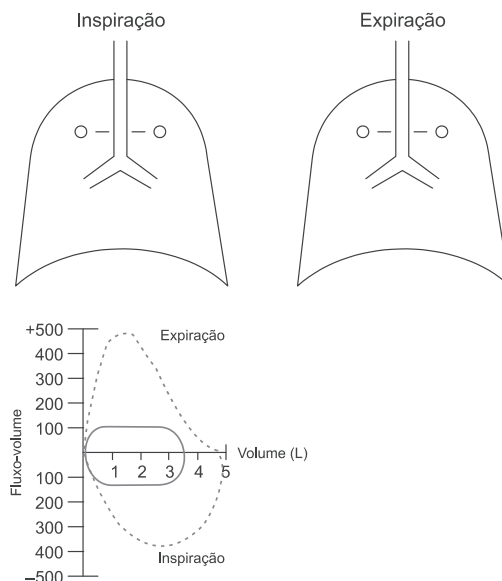 Inspiração
Expiração
+500
400
300
200
100
100
200
300
400
–500
Fluxo-volume
1 2 3 4 5
Volume (L)
Expiração
Inspiração